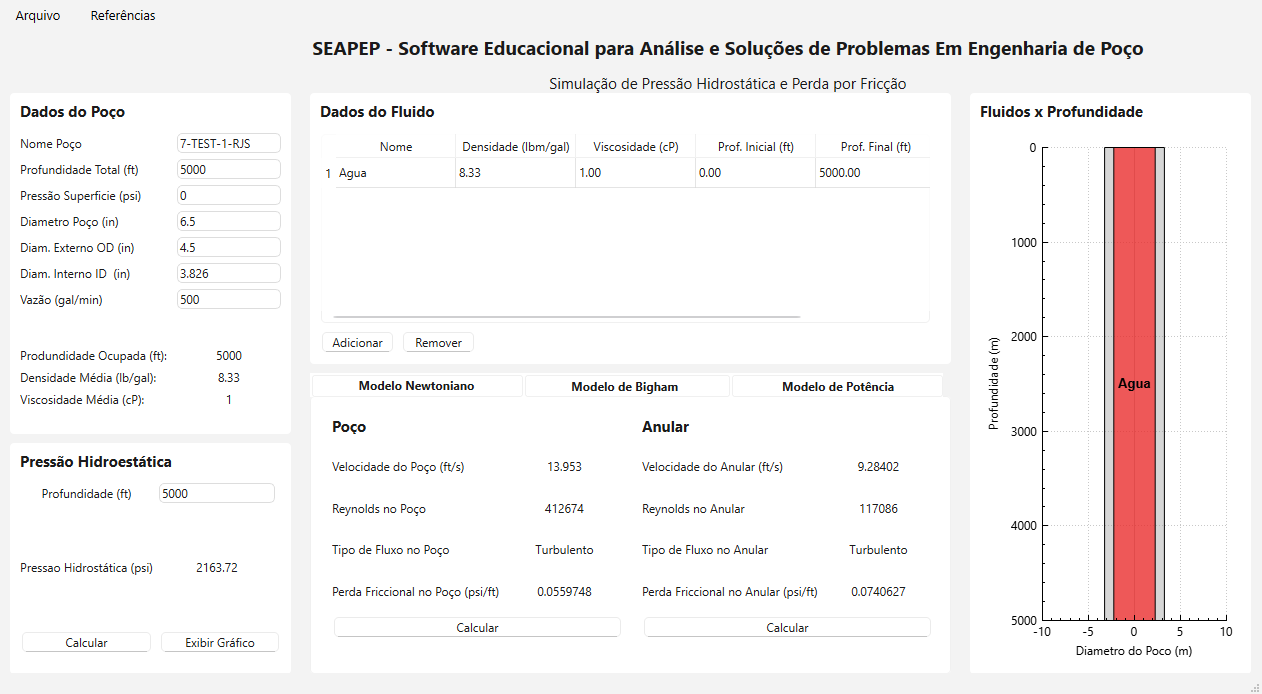 Arquivo Referências
SEAPEP - Software Educacional para Análise e Soluções de Problemas Em Engenharia de Poço
Simulação de Pressão Hidrostática e Perda por Fricção
Dados do Poço
Nome Poço 7-TEST-1-RJS
Profundidade Total (ft) 5000
Pressão Superficie (psi) 0
Diametro Poço (in) 6.5
Diam. Externo OD (in) 4.5
Diam. Interno ID (in) 3.826
Vazão (gal/min) 500
Produndidade Ocupada (ft): 5000
Densidade Média (lb/gal): 8.33
Viscosidade Média (cP): 1
Pressão Hidroestática
Profundidade (ft) 5000
Pressao Hidrostática (psi) 2163.72
Calcular Exibir Gráfico
Dados do Fluido
Nome Densidade (lbm/gal) Viscosidade (cP) Prof. Inicial (ft) Prof. Final (ft)
1 Agua 8.33 1.00 0.00 5000.00
Adicionar Remover
Modelo Newtoniano Modelo de Bigham Modelo de Potência
Poço
Velocidade do Poço (ft/s) 13.953
Reynolds no Poço 412674
Tipo de Fluxo no Poço Turbulento
Perda Friccional no Poço (psi/ft) 0.0559748
Calcular
Anular
Velocidade do Anular (ft/s) 9.28402
Reynolds no Anular 117086
Tipo de Fluxo no Anular Turbulento
Perda Friccional no Anular (psi/ft) 0.0740627
Calcular
Fluidos x Profundidade
0
1000
2000
3000
4000
5000
Profundidade (m)
Agua
-10 -5 0 5 10
Diametro do Poco (m)